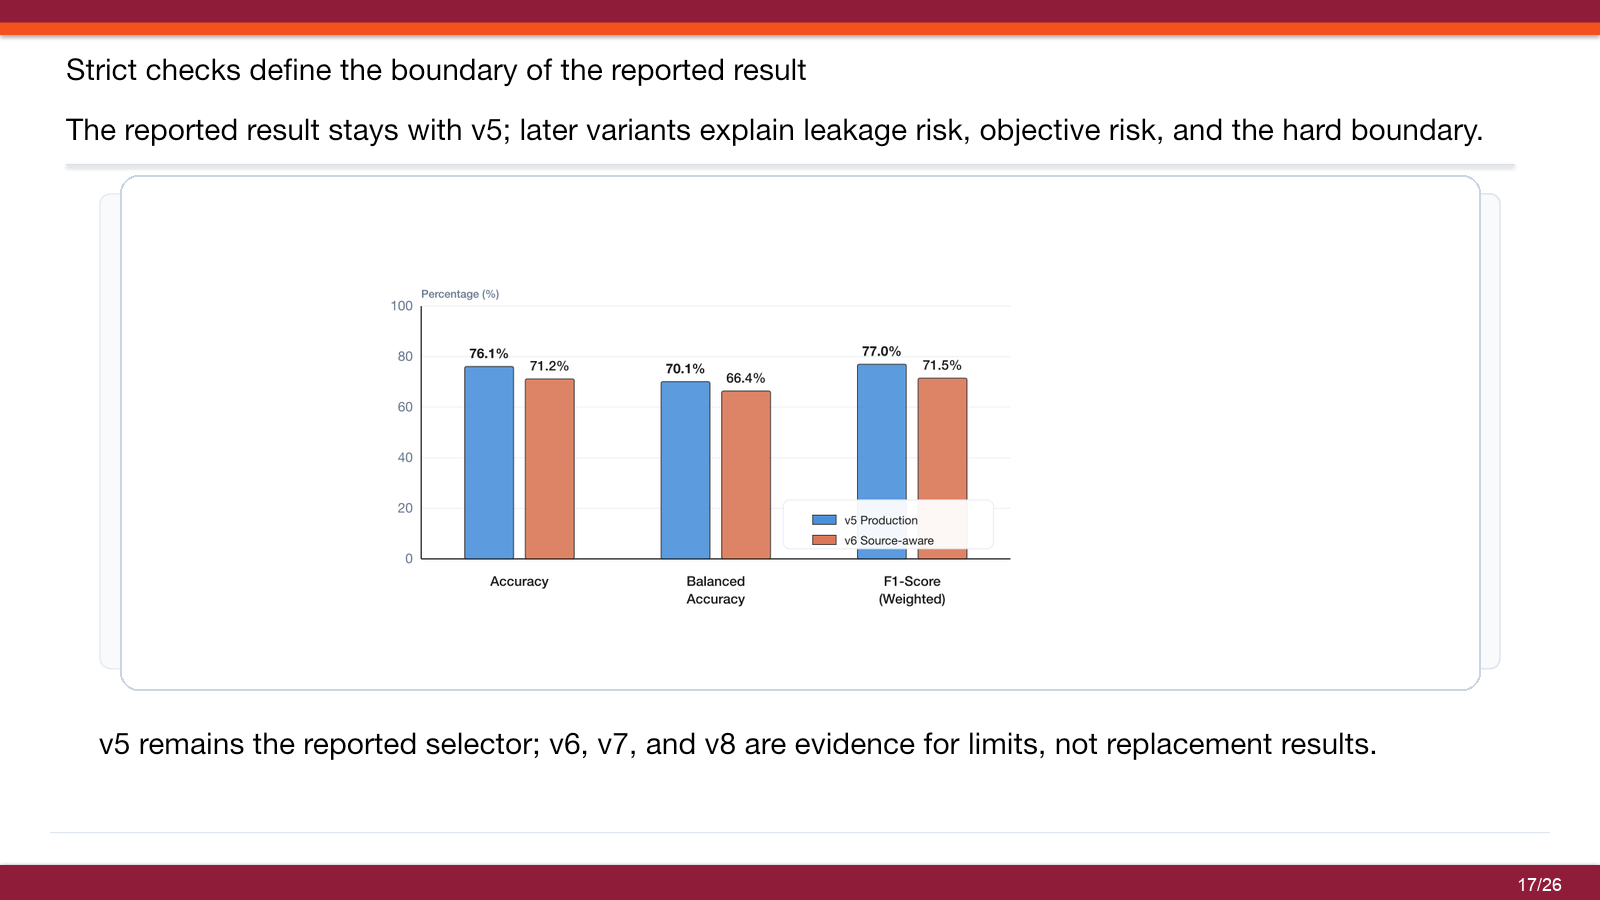 Strict checks define the boundary of the reported result
The reported result stays with v5; later variants explain leakage risk, objective risk, and the hard boundary.
Percentage (%)
100
80
60
40
20
0
76.1%
71.2%
70.1%
66.4%
77.0%
71.5%
v5 Production
v6 Source-aware
Accuracy
Balanced
Accuracy
F1-Score
(Weighted)
v5 remains the reported selector; v6, v7, and v8 are evidence for limits, not replacement results.
17/26